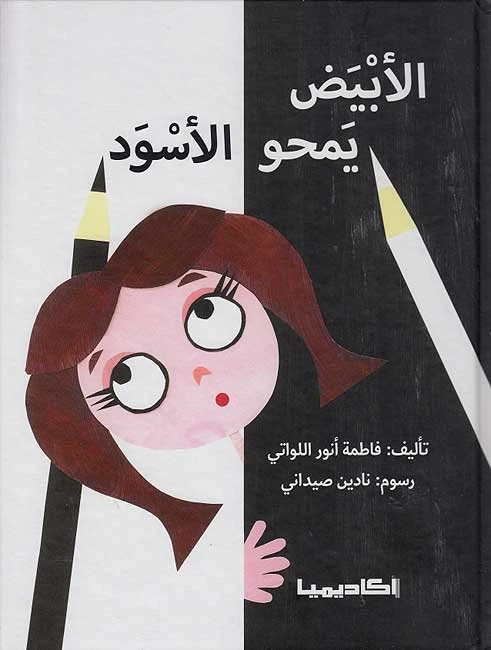 الأبْيَض
يَمحو الأسْوَد
تأليف: فاطمة أنور اللواتي
رسوم: نادين صيداني
أكاديميا